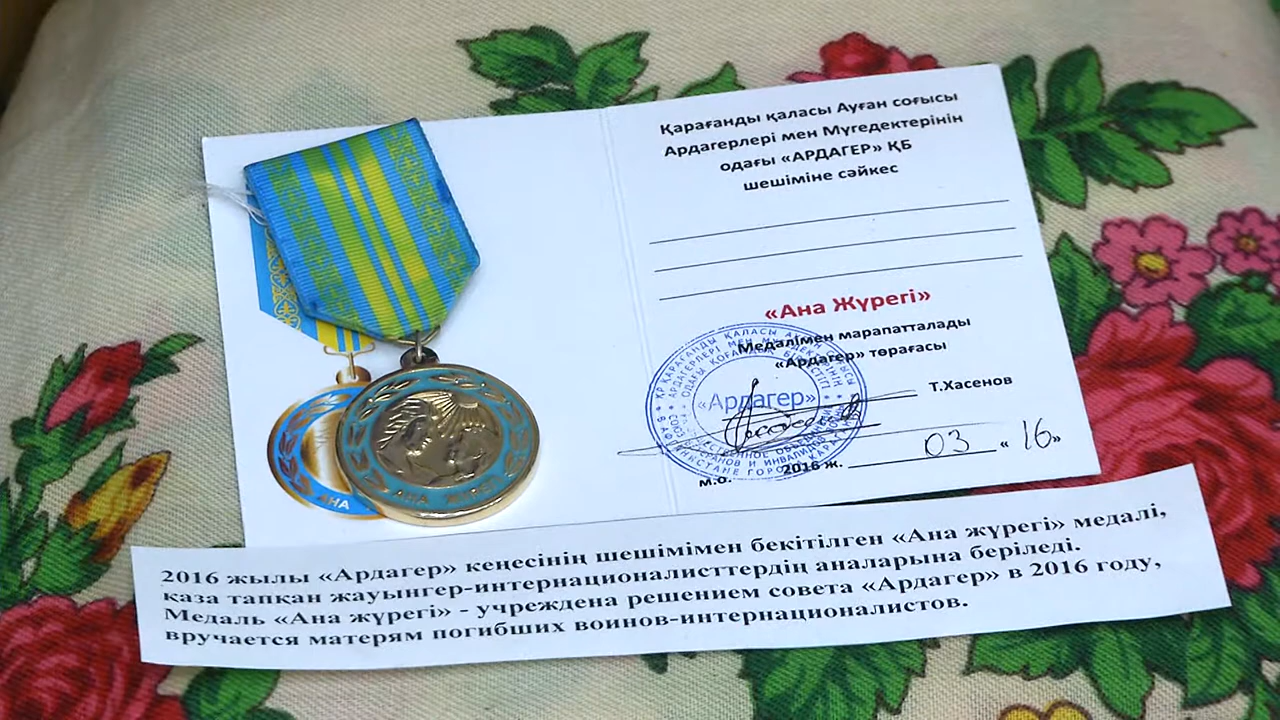 Қарағанды қаласы Ауған соғысы
Ардагерлері мен Мүгедектерінің
одағы «АРДАГЕР» ҚБ
шешіміне сәйкес
«Ана Жүрегі»
Медалімен марапатталады
«Ардагер» төрағасы
Т.Хасенов
«Ардагер»
03 « 16»
2016 ж.
м.о.
АНА
АНА ЖҮРЕГІ
2016 жылы «Ардагер» кеңесінің шешімімен бекітілген «Ана жүрегі» медалі,
қаза тапқан жауынгер-интернационалисттердің аналарына беріледі.
Медаль «Ана жүрегі» - учреждена решением совета «Ардагер» в 2016 году,
вручается матерям погибших воинов-интернационалистов.